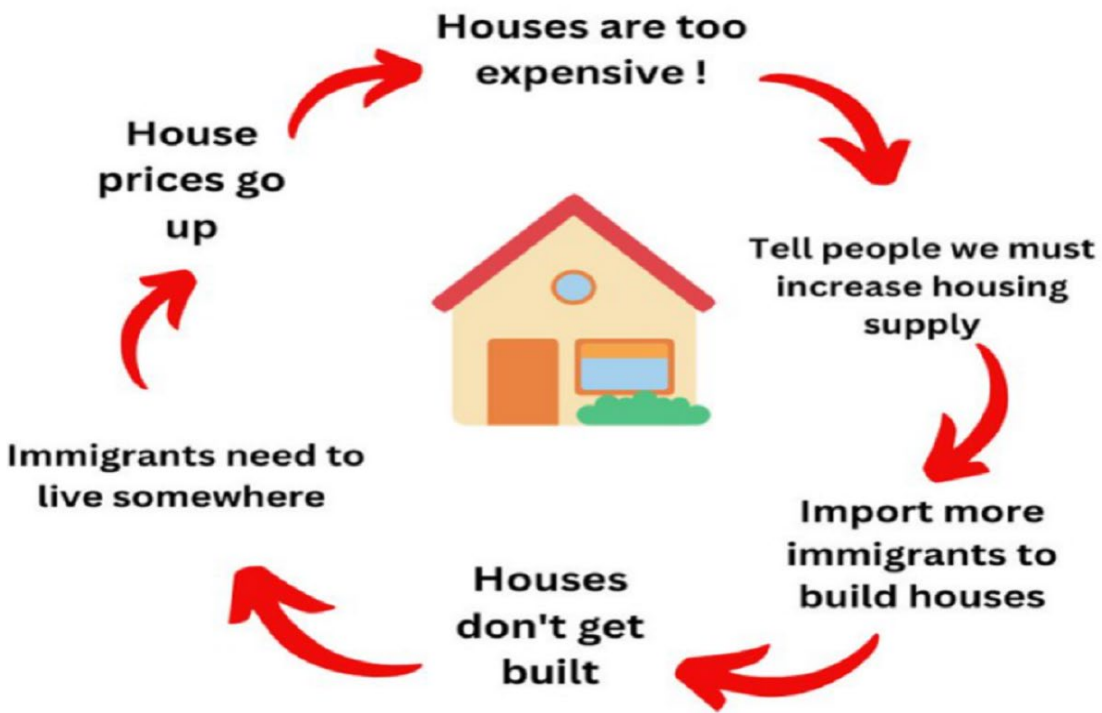 Houses are too
expensive !
Tell people we must
increase housing
supply
Import more
immigrants to
build houses
Houses
don't get
built
Immigrants need to
live somewhere
House
prices go
up